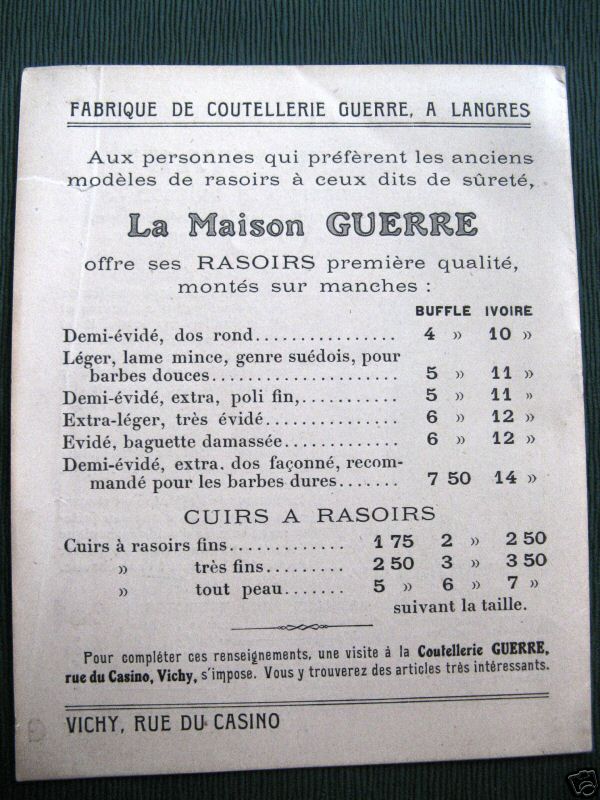 FABRIQUE DE COUTELLERIE GUERRE, A LANGRES
Aux personnes qui préfèrent les anciens
modèles de rasoirs à ceux dits de sûreté,
La Maison GUERRE
offre ses RASOIRS première qualité,
montés sur manches :
BUFFLE IVOIRE
Demi-évidé, dos rond................ 4 » 10 »
Léger, lame mince, genre suédois, pour
barbes douces..................... 5 » 11 »
Demi-évidé, extra, poli fin,........... 5 » 11 »
Extra-léger, très évidé............... 6 » 12 »
Evidé, baguette damassée............. 6 » 12 »
Demi-évidé, extra. dos façonné, recom-
mandé pour les barbes dures....... 7 50 14 »
CUIRS A RASOIRS
Cuirs à rasoirs fins............. 1 75 2 » 2 50
» très fins......... 2 50 3 » 3 50
» tout peau....... 5 » 6 » 7 »
suivant la taille.
Pour compléter ces renseignements, une visite à la Coutellerie GUERRE,
rue du Casino, Vichy, s'impose. Vous y trouverez des articles très intéressants.
VICHY, RUE DU CASINO